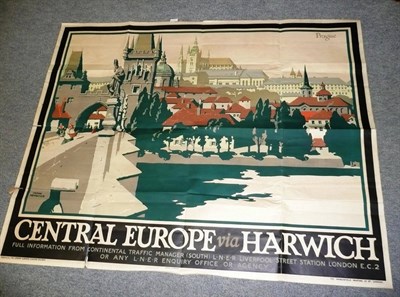 Prague
CENTRAL EUROPE via HARWICH
FULL INFORMATION FROM CONTINENTAL TRAFFIC MANAGER (SOUTH) L·N·E·R LIVERPOOL STREET STATION LONDON E.C.2
OR ANY L·N·E·R ENQUIRY OFFICE OR AGENCY